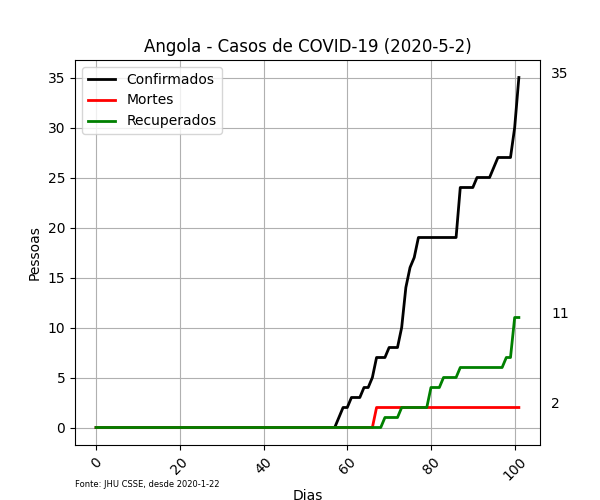 Angola - Casos de COVID-19 (2020-5-2)
Confirmados
Mortes
Recuperados
Pessoas
35
30
25
20
15
10
5
0
35
11
2
0
20
40
60
80
100
Dias
Fonte: JHU CSSE, desde 2020-1-22